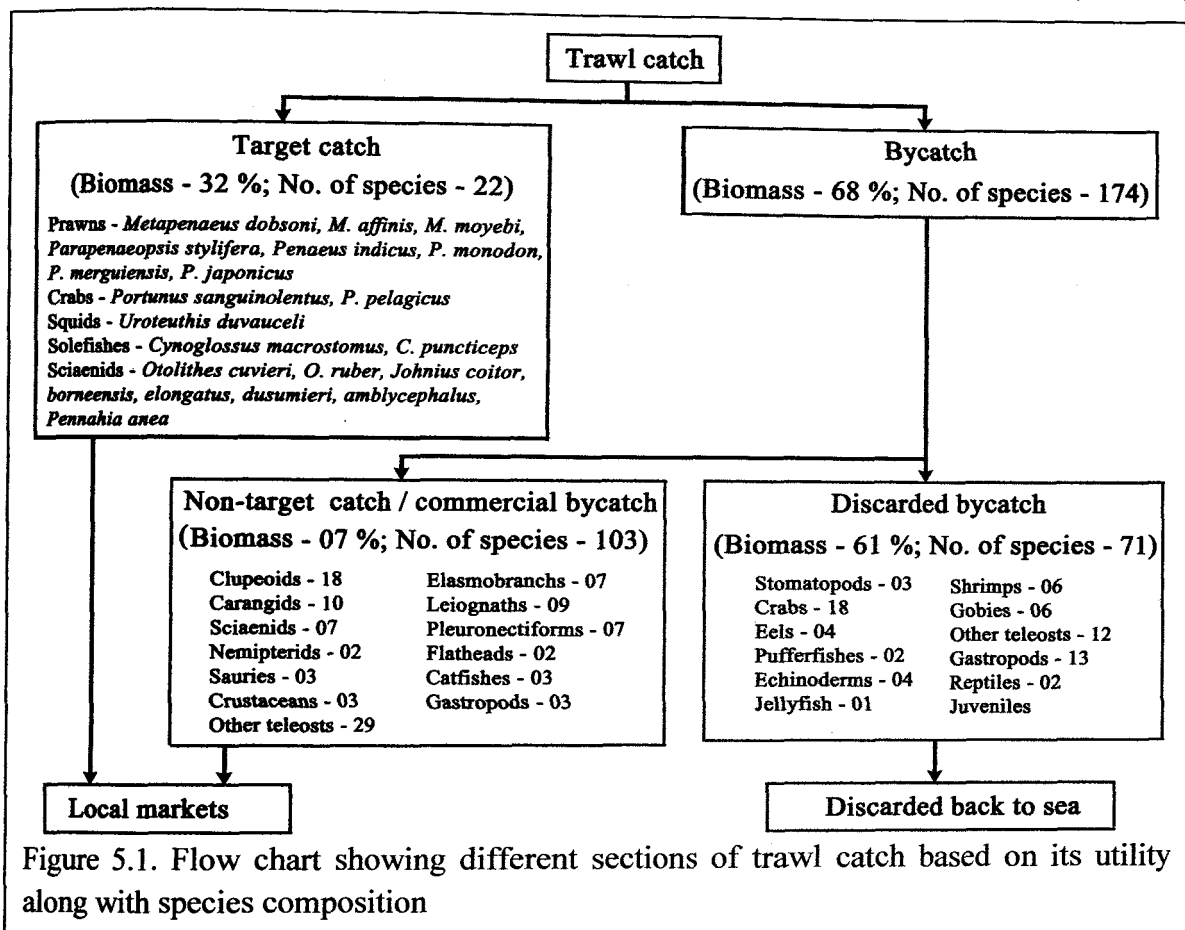 Trawl catch
Target catch
(Biomass - 32 %; No. of species - 22)
Prawns - Metapenaeus dobsoni, M. affinis, M. moyebi,
Parapenaeopsis stylifera, Penaeus indicus, P. monodon,
P. merguiensis, P. japonicus
Crabs - Portunus sanguinolentus, P. pelagicus
Squids - Uroteuthis duvauceli
Solefishes - Cynoglossus macrostomus, C. puncticeps
Sciaenids - Otolithes cuvieri, O. ruber, Johnius coitor,
borneensis, elongatus, dusumieri, amblycephalus,
Pennahia anea
Bycatch
(Biomass - 68 %; No. of species - 174)
Non-target catch / commercial bycatch
(Biomass - 07 %; No. of species - 103)
Clupeoids - 18
Carangids - 10
Sciaenids - 07
Nemipterids - 02
Sauries - 03
Crustaceans - 03
Other teleosts - 29
Elasmobranchs - 07
Leiognaths - 09
Pleuronectiforms - 07
Flatheads - 02
Catfishes - 03
Gastropods - 03
Discarded bycatch
(Biomass - 61 %; No. of species - 71)
Stomatopods - 03
Crabs - 18
Eels - 04
Pufferfishes - 02
Echinoderms - 04
Jellyfish - 01
Shrimps - 06
Gobies - 06
Other teleosts - 12
Gastropods - 13
Reptiles - 02
Juveniles
Local markets
Discarded back to sea
Figure 5.1. Flow chart showing different sections of trawl catch based on its utility
along with species composition